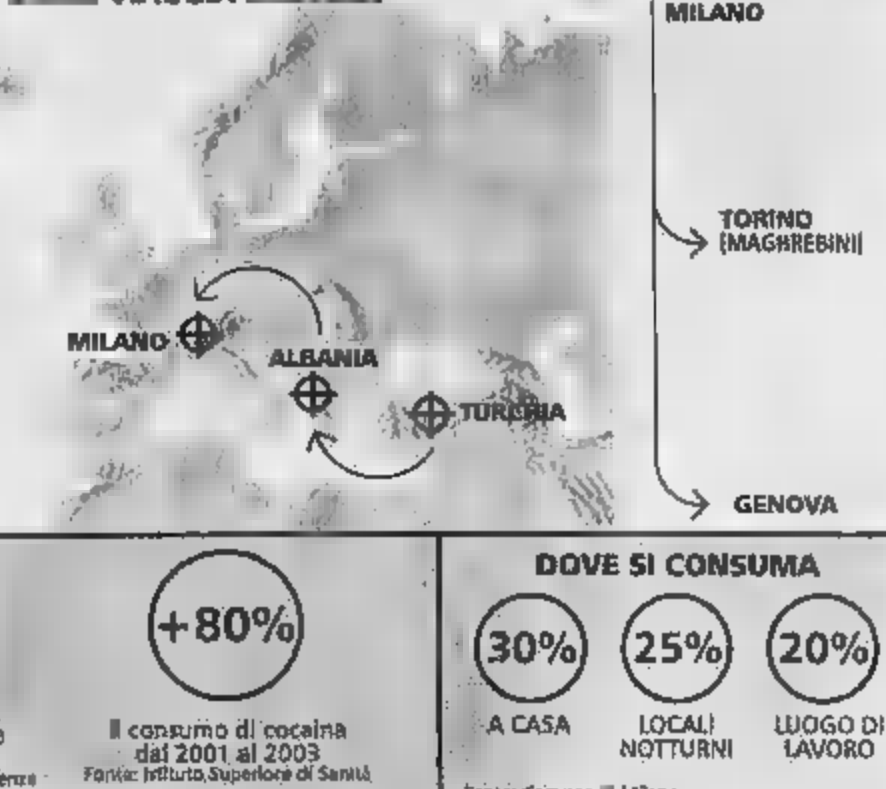 MILANO
TORINO
(MAGHREBINI)
MILANO
ALBANIA
TURCHIA
GENOVA
+80%
Il consumo di cocaina
dal 2001 al 2003
Fonte: Istituto Superiore di Sanità
DOVE SI CONSUMA
30%
25%
20%
A CASA
LOCALI
NOTTURNI
LUOGO DI
LAVORO